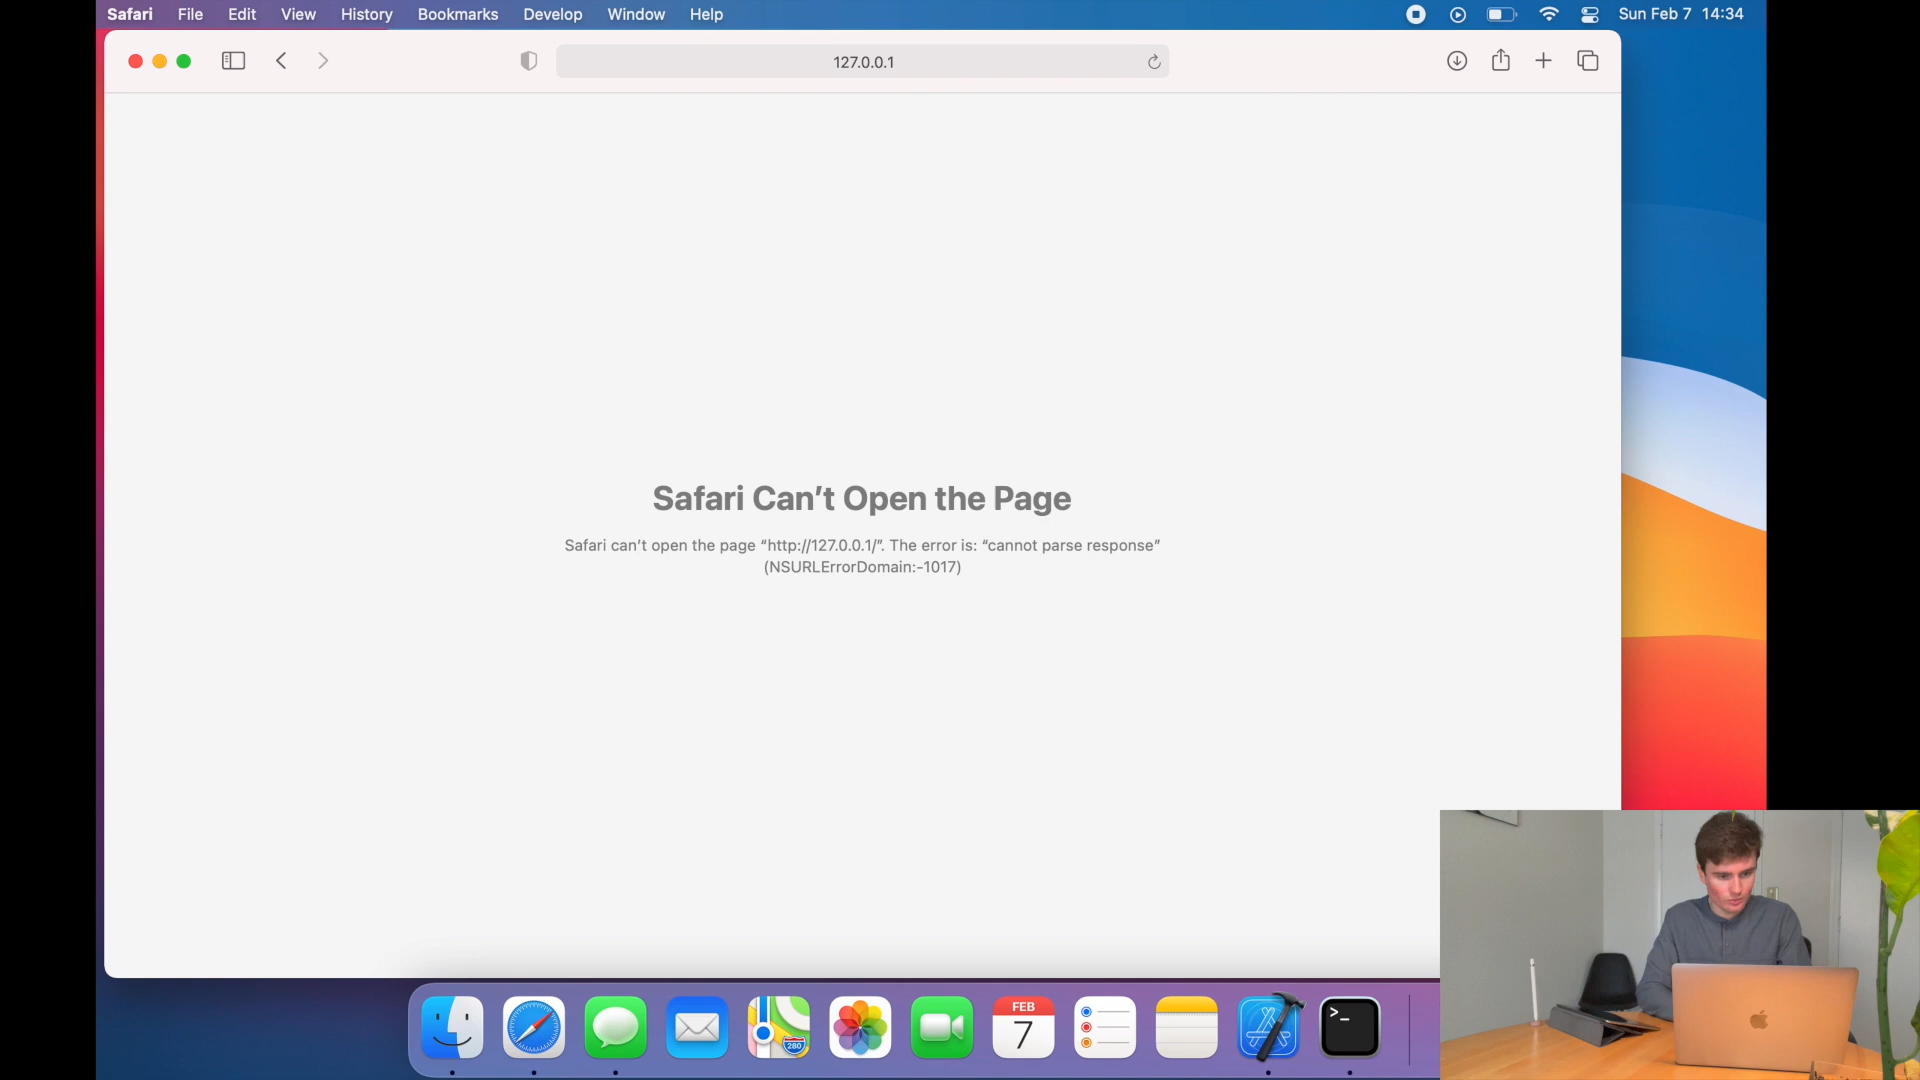 Safari File Edit View History Bookmarks Develop Window Help Sun Feb 7 14:34
127.0.0.1
Safari Can’t Open the Page
Safari can’t open the page “http://127.0.0.1/”. The error is: “cannot parse response”
(NSURLErrorDomain:-1017)
280
FEB
7
>_